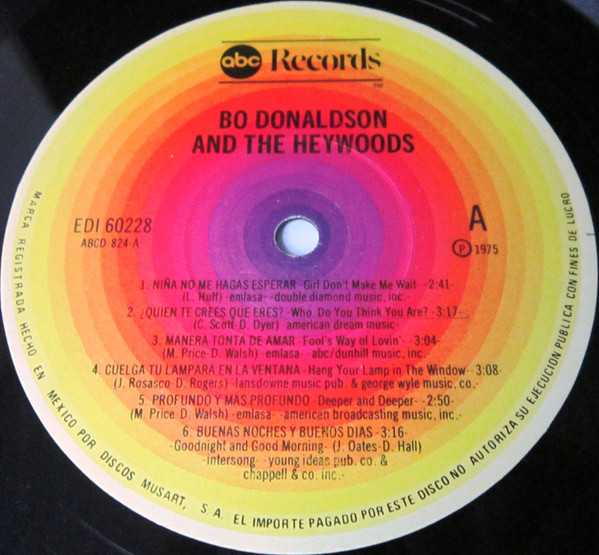 abc Records
TM
BO DONALDSON
AND THE HEYWOODS
EDI 60228
ABCD 824-A
A
P 1975
1. NIÑA NO ME HAGAS ESPERAR -Girl Don't Make Me Wait- -2:41-
(L. Huff) -emlasa- -double diamond music, inc.-
2. ¿QUIEN TE CREES QUE ERES? -Who Do You Think You Are? -3:17-
(C. Scott-D. Dyer) -american dream music-
3. MANERA TONTA DE AMAR -Fool's Way of Lovin' -3:04-
(M. Price-D. Walsh) -emlasa- -abc/dunhill music, inc.-
4. CUELGA TU LAMPARA EN LA VENTANA -Hang Your Lamp in The Window- -3:08-
(J. Rosasco-D. Rogers) -lansdowne music pub. & george wyle music, co.-
5. PROFUNDO Y MAS PROFUNDO -Deeper and Deeper- -2:50-
(M. Price-D. Walsh) -emlasa- -american broadcasting music, inc.-
6. BUENAS NOCHES Y BUENOS DIAS -3:16-
-Goodnight and Good Morning- (J. Oates-D. Hall)
-intersong- -young ideas pub. co. &
chappell & co. inc.-
MARCA REGISTRADA HECHO EN MEXICO POR DISCOS MUSART, S A. EL IMPORTE PAGADO POR ESTE DISCO NO AUTORIZA SU EJECUCION PUBLICA CON FINES DE LUCRO